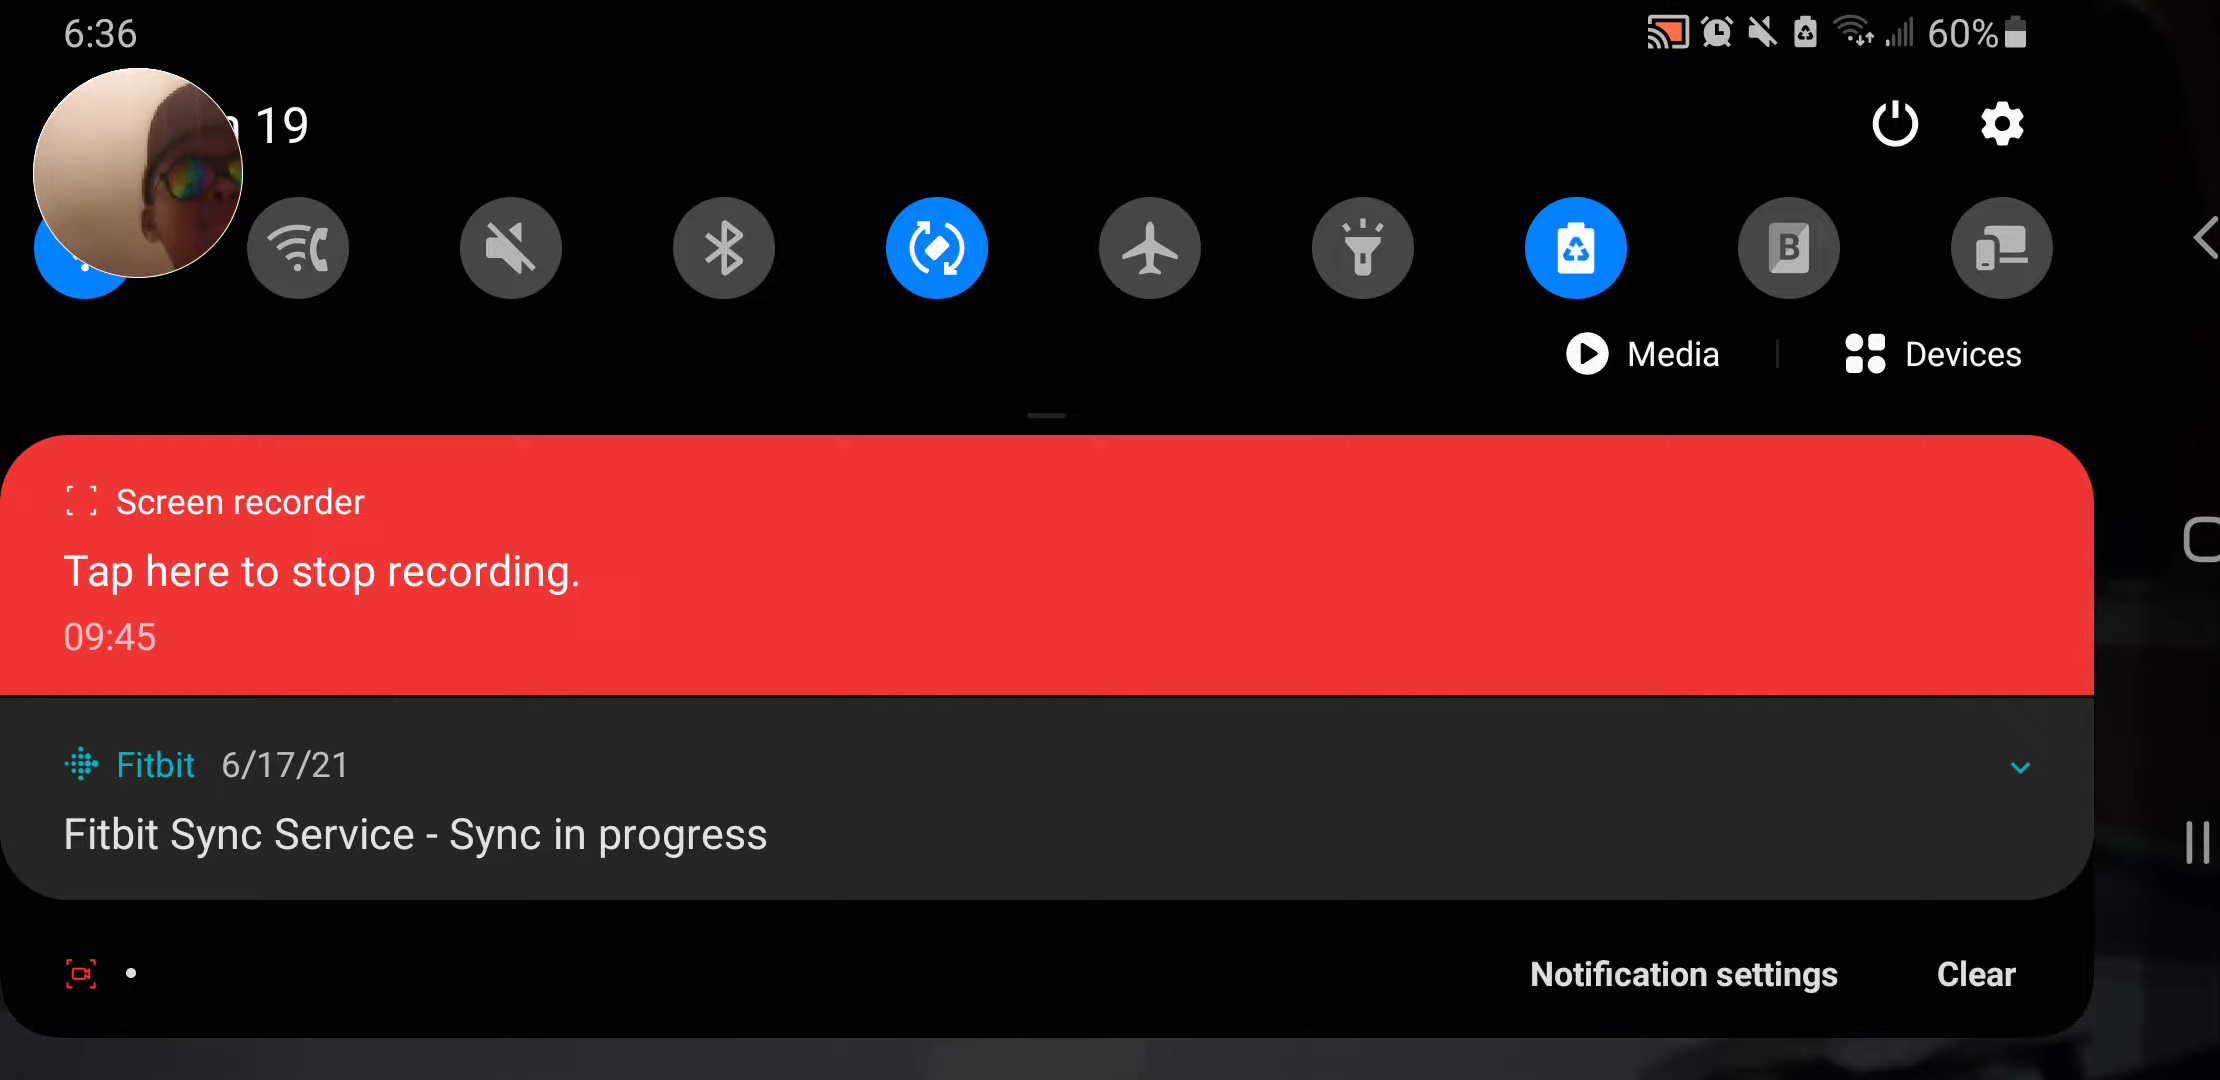 6:36
60%
19
B
Media
Devices
Screen recorder
Tap here to stop recording.
09:45
Fitbit 6/17/21
Fitbit Sync Service - Sync in progress
Notification settings
Clear